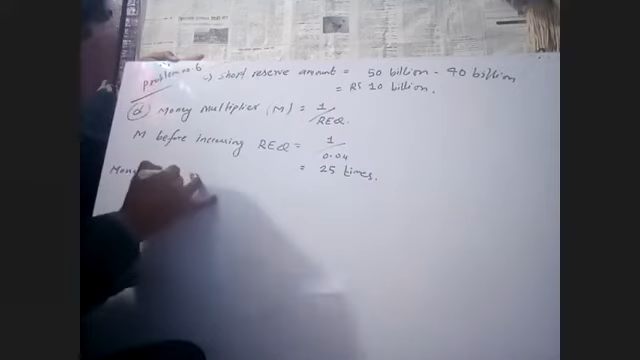 Problem no. 6 → short reserve amount = 50 billion - 40 billion
= RS 10 billion.
(d) Money Multiplier (M) = 1/REQ.
M before increasing REQ = 1/0.04
= 25 times.
Mon